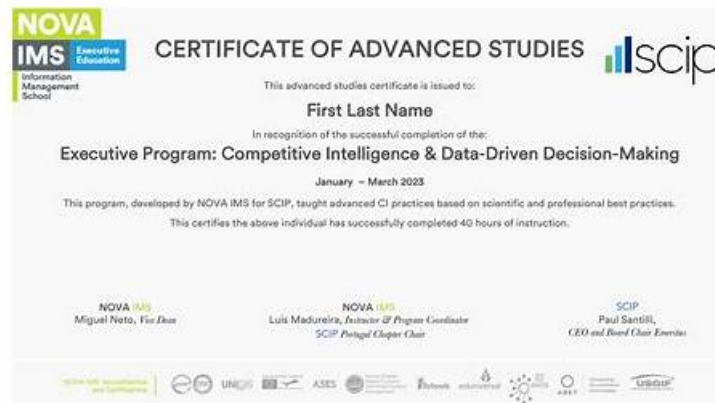 NOVA
IMS Executive Education
Information
Management
School
CERTIFICATE OF ADVANCED STUDIES
scip
This advanced studies certificate is issued to:
First Last Name
In recognition of the successful completion of the:
Executive Program: Competitive Intelligence & Data-Driven Decision-Making
January – March 2023
This program, developed by NOVA IMS for SCIP, taught advanced CI practices based on scientific and professional best practices.
This certifies the above individual has successfully completed 40 hours of instruction.
NOVA IMS
Miguel Neto, Vice Dean
NOVA IMS
Luis Madureira, Instructor & Program Coordinator
SCIP Portugal Chapter Chair
SCIP
Paul Santilli,
CEO and Board Chair Emeritus
UNIGIS
A3ES
eduniversal
ABET
USGIF